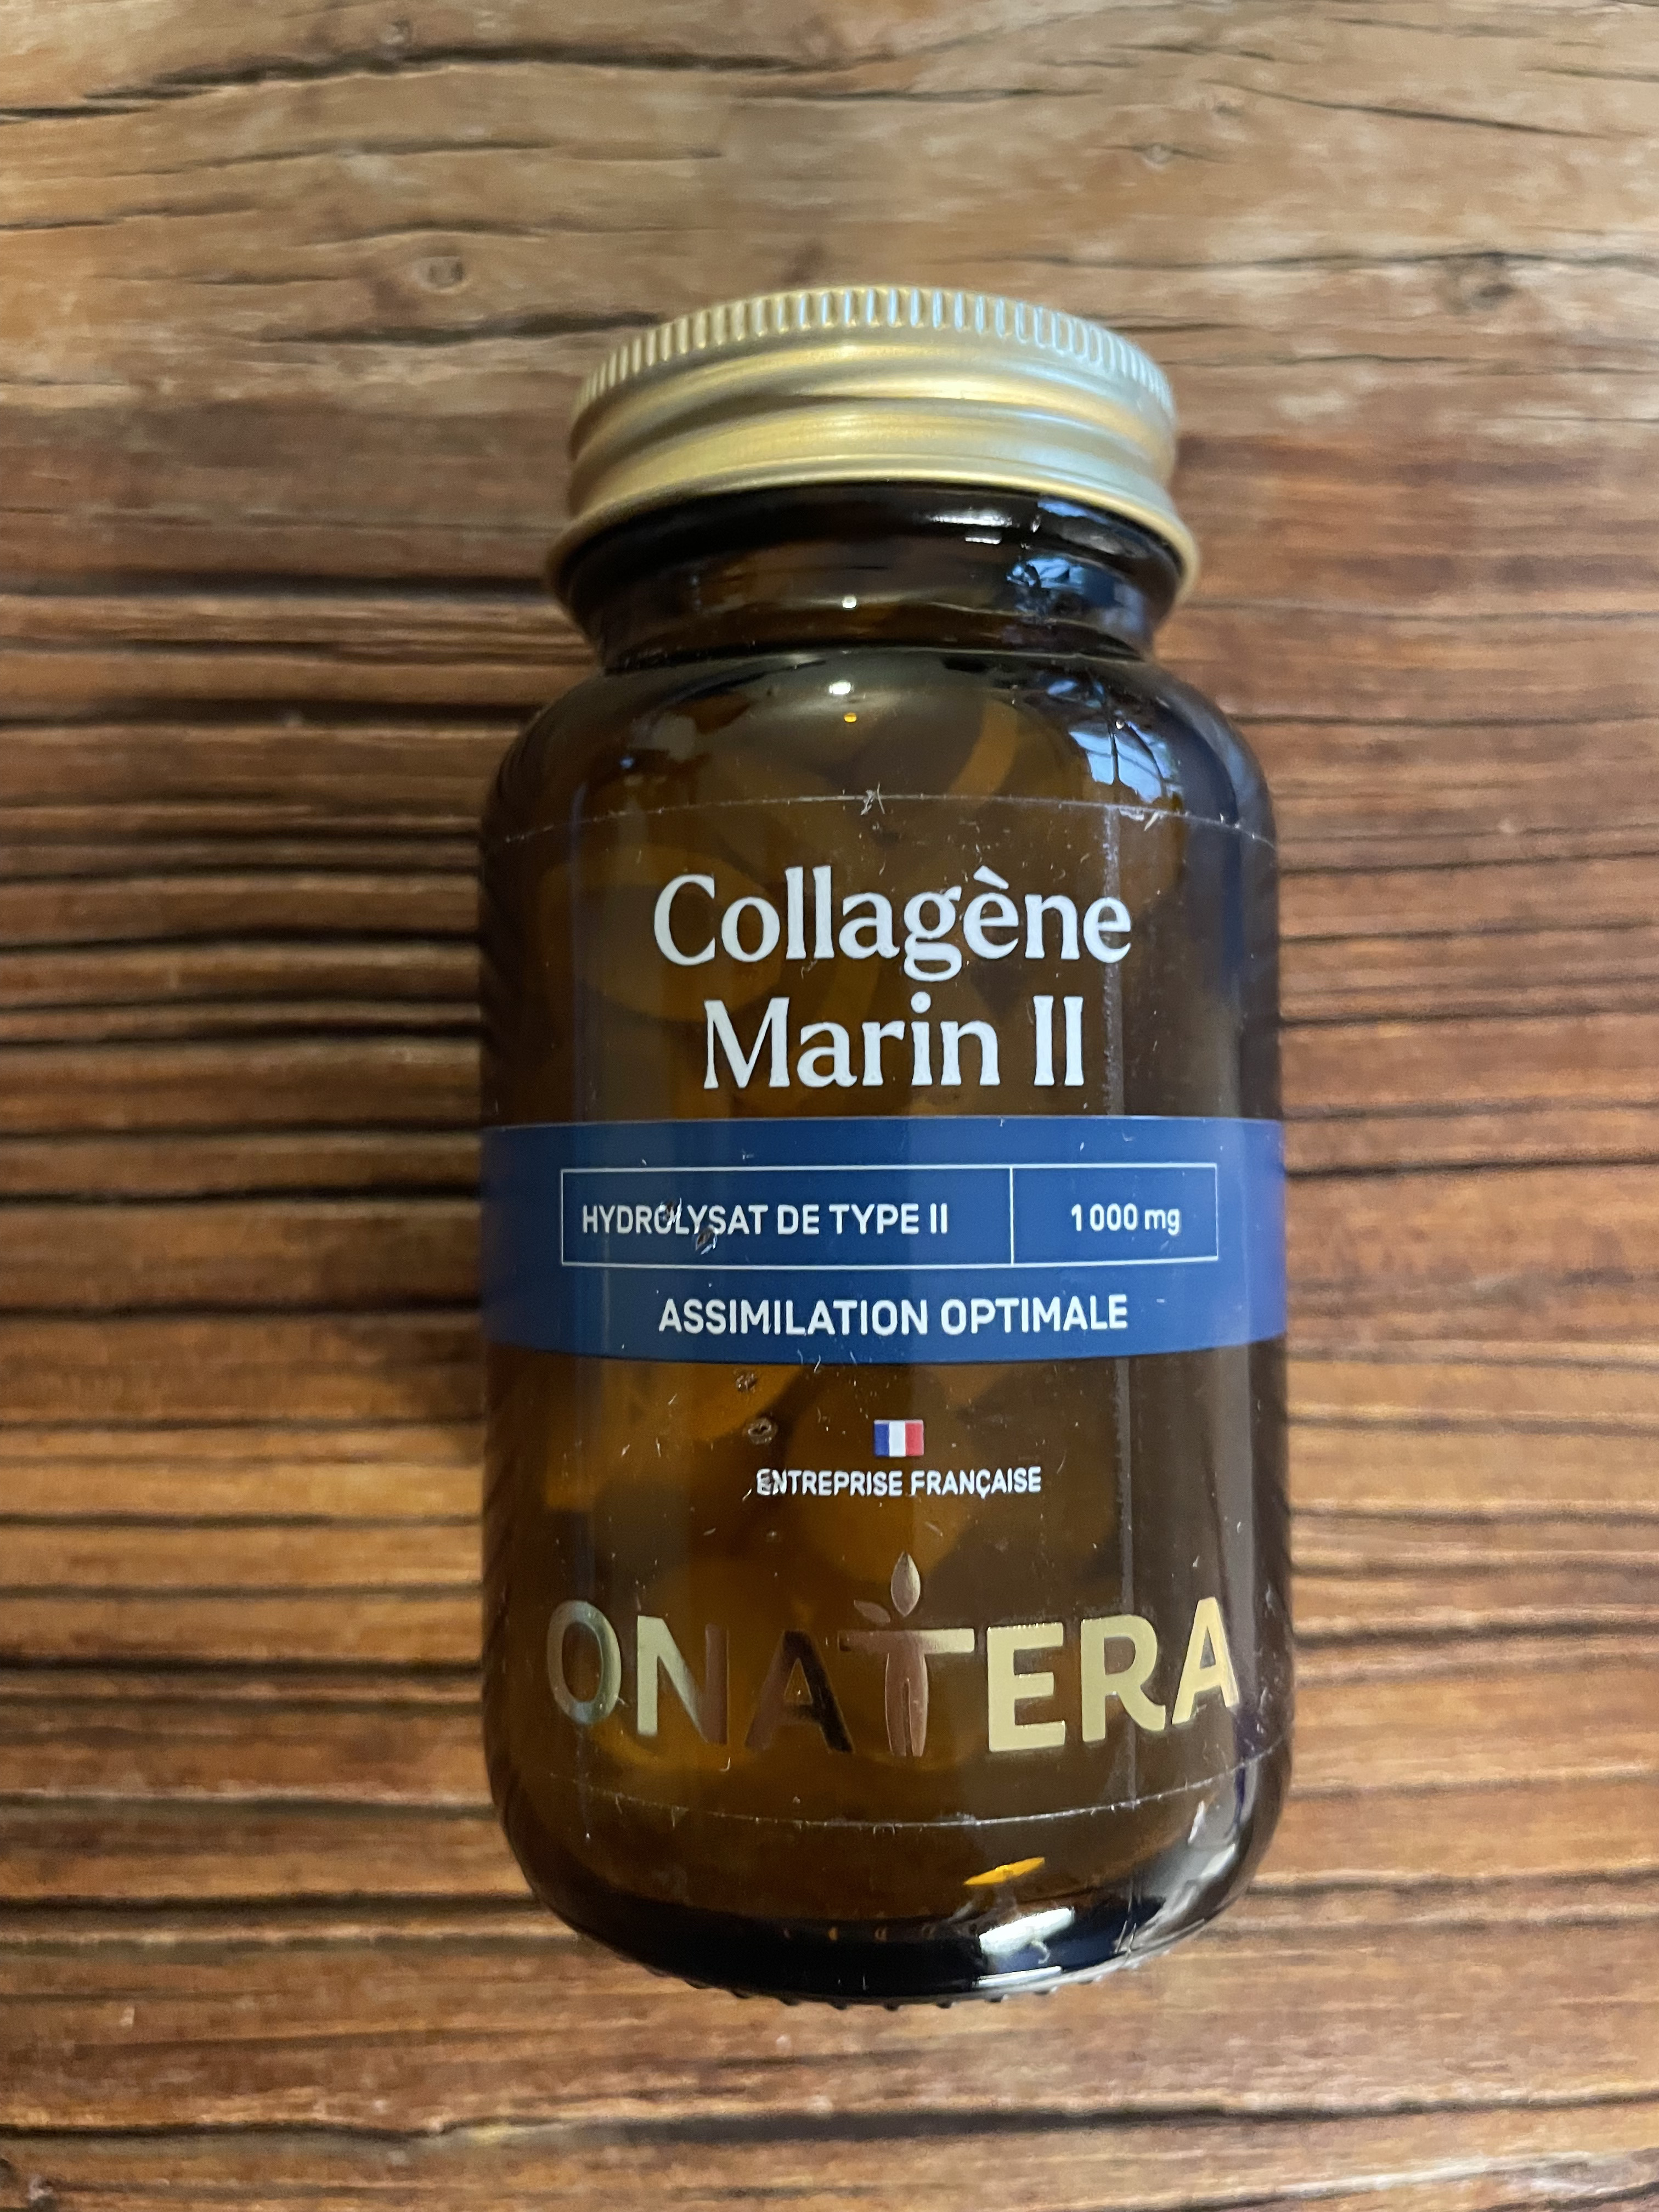 Collagène
Marin II
HYDROLYSAT DE TYPE II 1 000 mg
ASSIMILATION OPTIMALE
ENTREPRISE FRANÇAISE
ONATERA